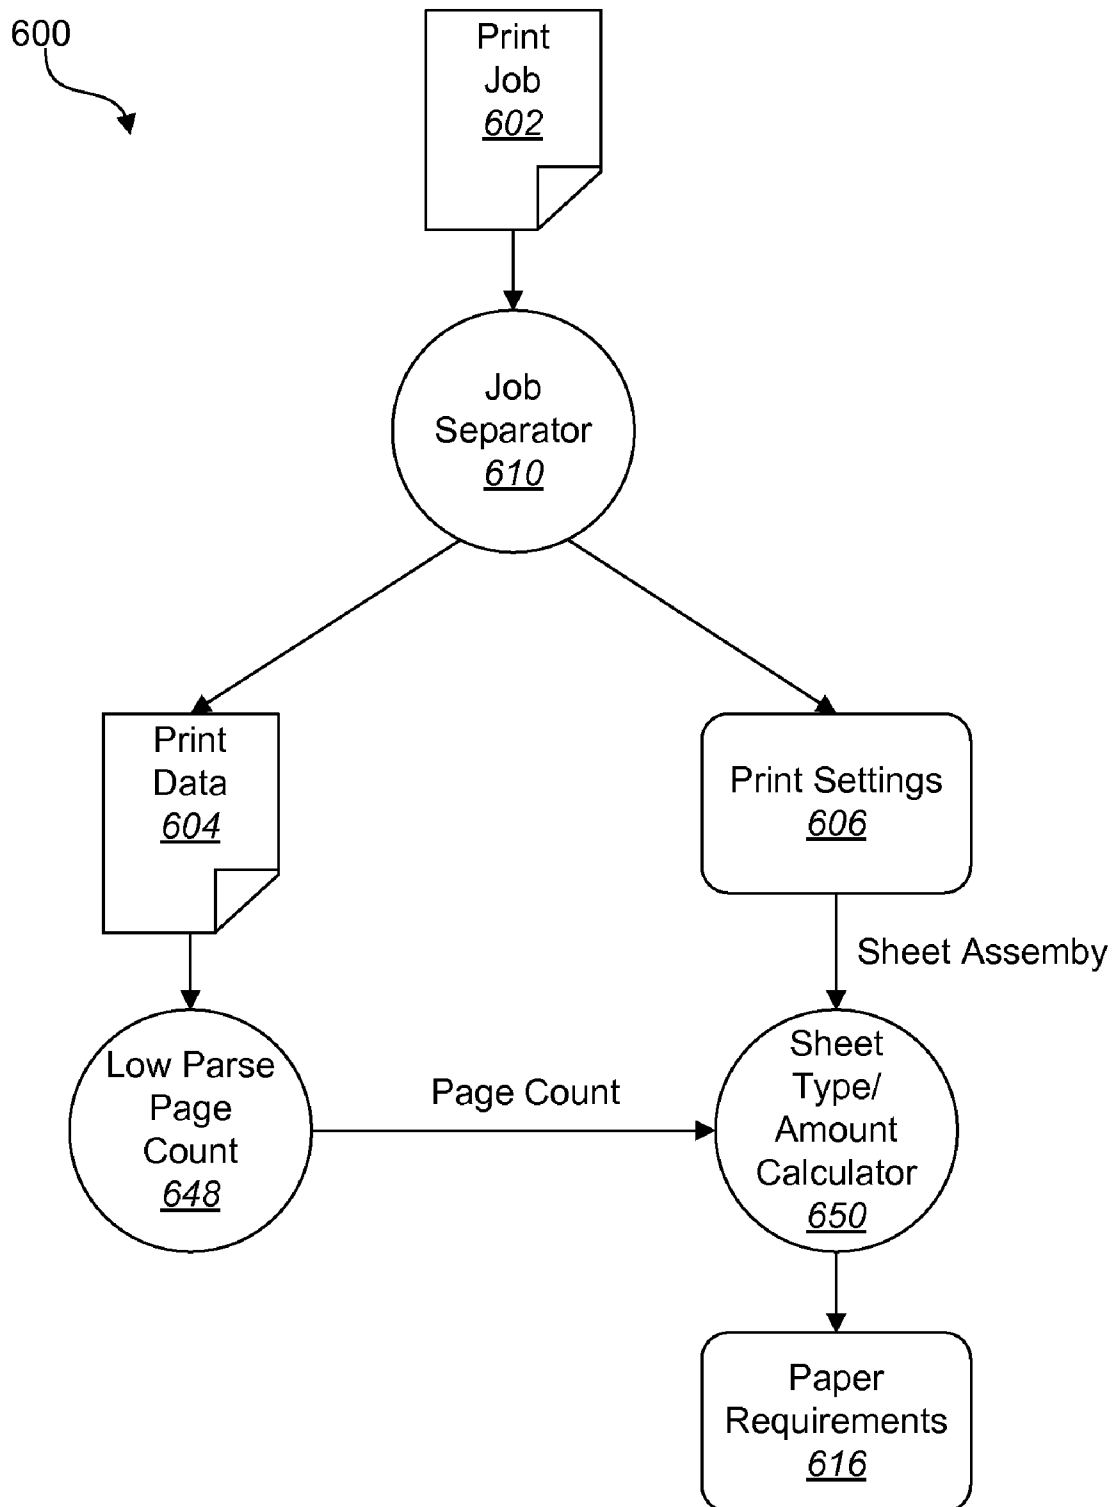 600
Print
Job
602
Job
Separator
610
Print
Data
604
Print Settings
606
Sheet Assemby
Low Parse
Page
Count
648
Page Count
Sheet
Type/
Amount
Calculator
650
Paper
Requirements
616